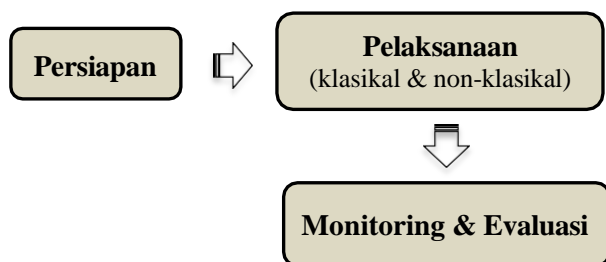 Persiapan
Pelaksanaan
(klasikal & non-klasikal)
Monitoring & Evaluasi